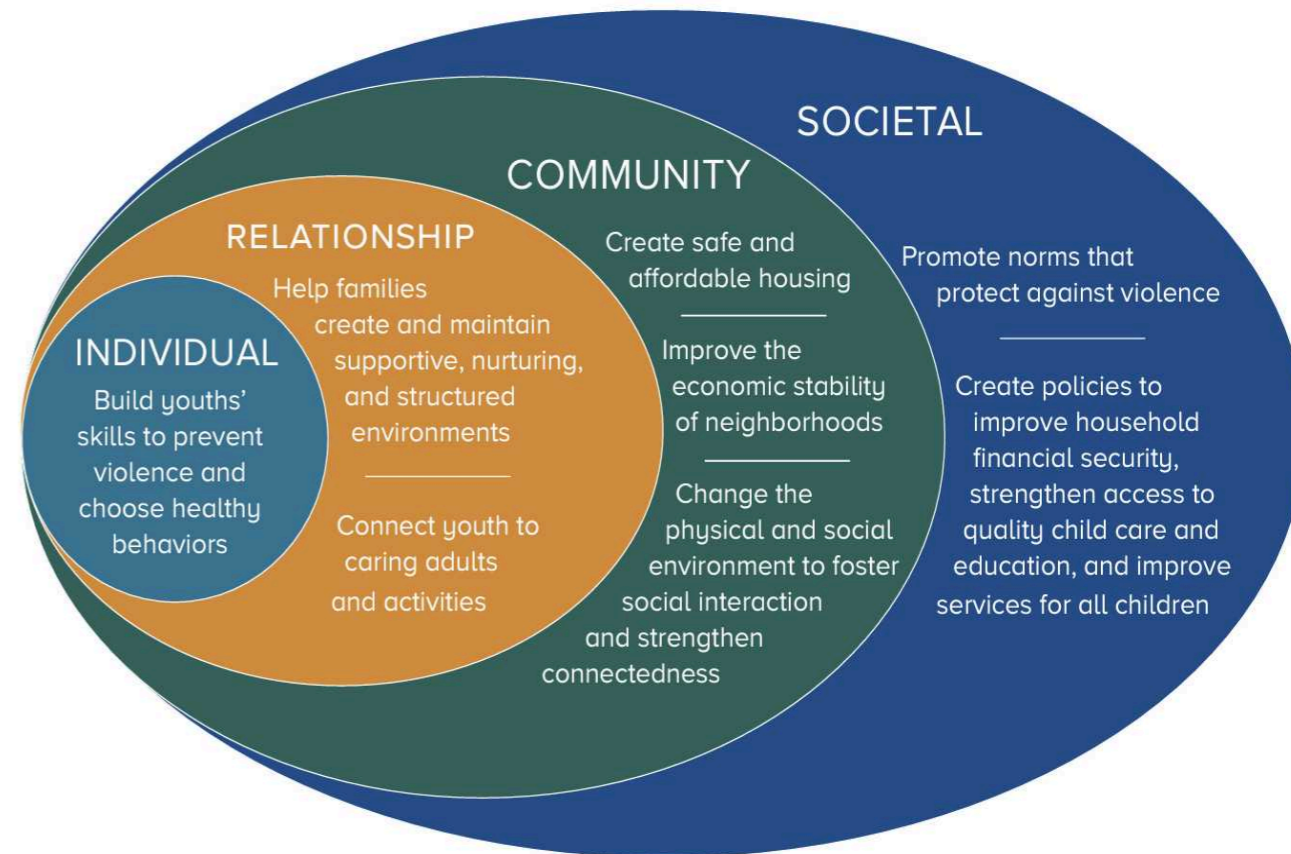 SOCIETAL
Promote norms that
protect against violence
Create policies to
improve household
financial security,
strengthen access to
quality child care and
education, and improve
services for all children
COMMUNITY
Create safe and
affordable housing
Improve the
economic stability
of neighborhoods
Change the
physical and social
environment to foster
social interaction
and strengthen
connectedness
RELATIONSHIP
Help families
create and maintain
supportive, nurturing,
and structured
environments
Connect youth to
caring adults
and activities
INDIVIDUAL
Build youths’
skills to prevent
violence and
choose healthy
behaviors